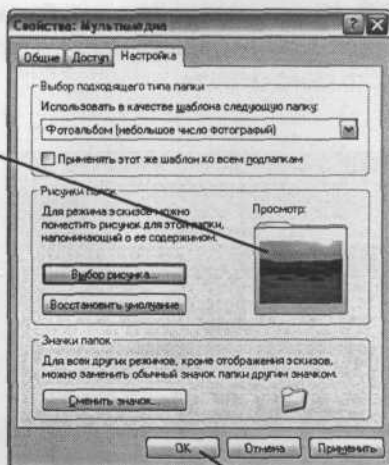 Свойства: Мультимедиа
Общие Доступ Настройка
Выбор подходящего типа папки
Использовать в качестве шаблона следующую папку:
Фотоальбом (небольшое число фотографий)
Применять этот же шаблон ко всем подпапкам
Рисунки папок
Для режима эскизов можно
поместить рисунок для этой папки,
напоминающий о ее содержимом.
Просмотр:
Выбор рисунка...
Восстановить умолчание
Значки папок
Для всех других режимов, кроме отображения эскизов,
можно заменить обычный значок папки другим значком.
Сменить значок...
ОК Отмена Применить